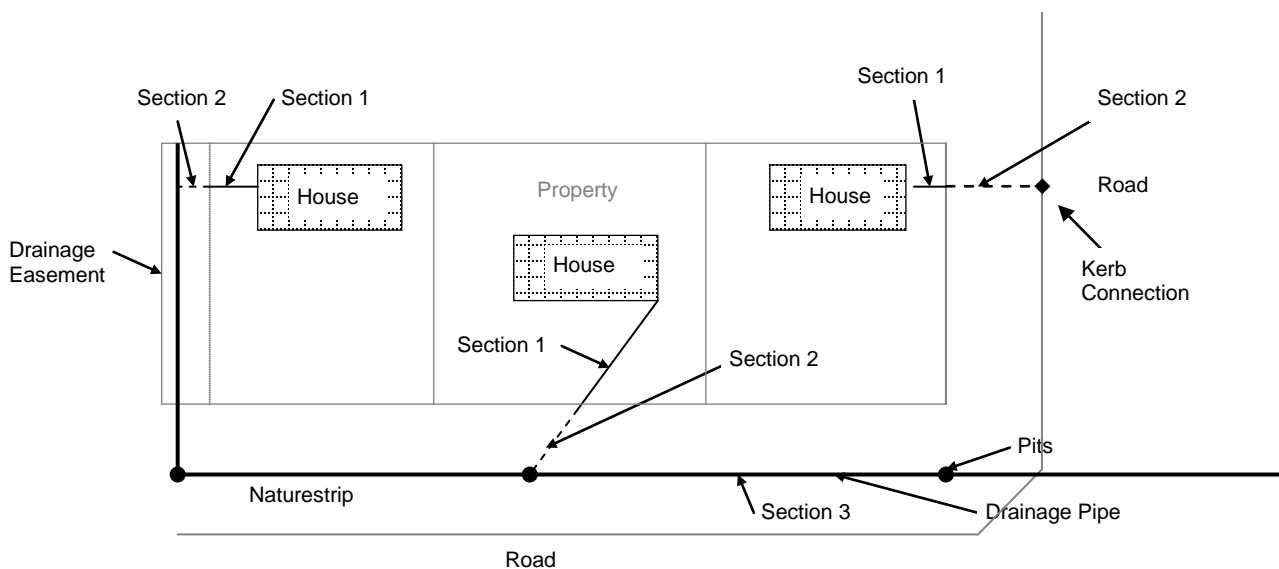 Section 1
Section 2
Section 1
Section 2
House
Property
House
Road
Drainage
Easement
House
Kerb
Connection
Section 1
Section 2
Pits
Naturestrip
Section 3
Drainage Pipe
Road